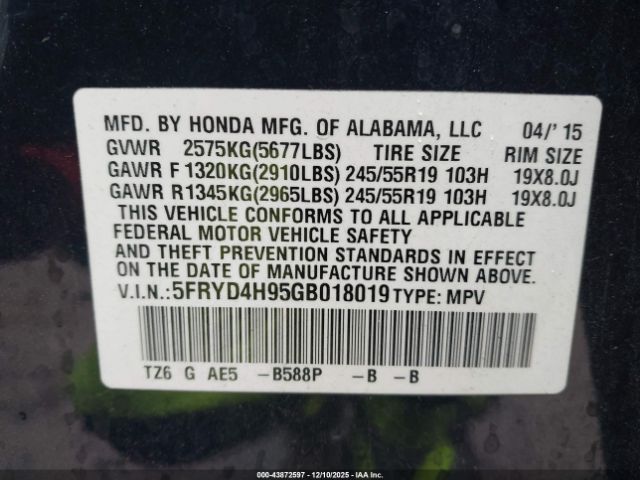 MFD. BY HONDA MFG. OF ALABAMA, LLC 04/' 15
GVWR 2575KG(5677LBS) TIRE SIZE RIM SIZE
GAWR F 1320KG(2910LBS) 245/55R19 103H 19X8.0J
GAWR R 1345KG(2965LBS) 245/55R19 103H 19X8.0J
THIS VEHICLE CONFORMS TO ALL APPLICABLE
FEDERAL MOTOR VEHICLE SAFETY
AND THEFT PREVENTION STANDARDS IN EFFECT
ON THE DATE OF MANUFACTURE SHOWN ABOVE.
V.I.N.: 5FRYD4H95GB018019 TYPE: MPV
TZ6 G AE5 -B588P -B -B
000-43872597 - 12/10/2025 - IAA Inc.